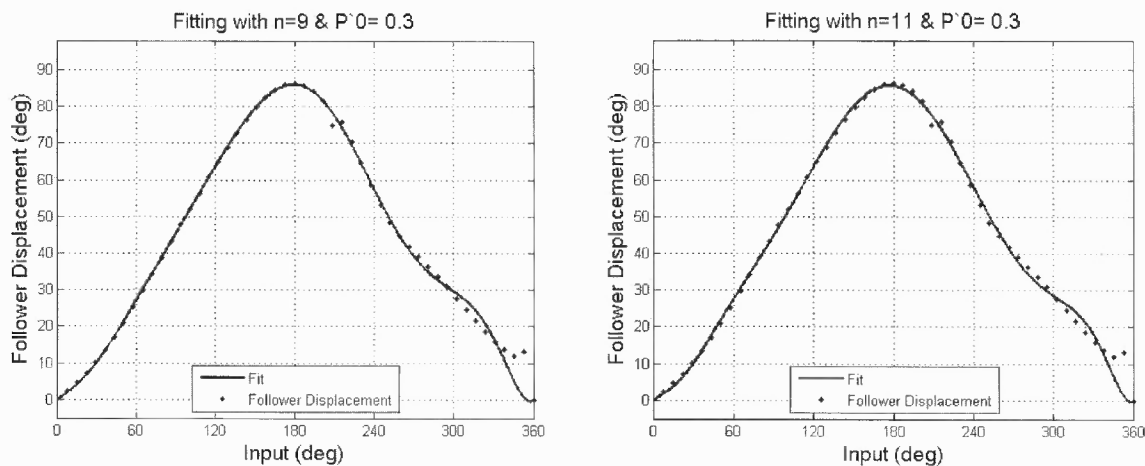 Fitting with n=9 & P`0= 0.3
Follower Displacement (deg)
90
80
70
60
50
40
30
20
10
0
Fit
Follower Displacement
0 60 120 180 240 300 360
Input (deg)
Fitting with n=11 & P`0= 0.3
Follower Displacement (deg)
90
80
70
60
50
40
30
20
10
0
Fit
Follower Displacement
0 60 120 180 240 300 360
Input (deg)